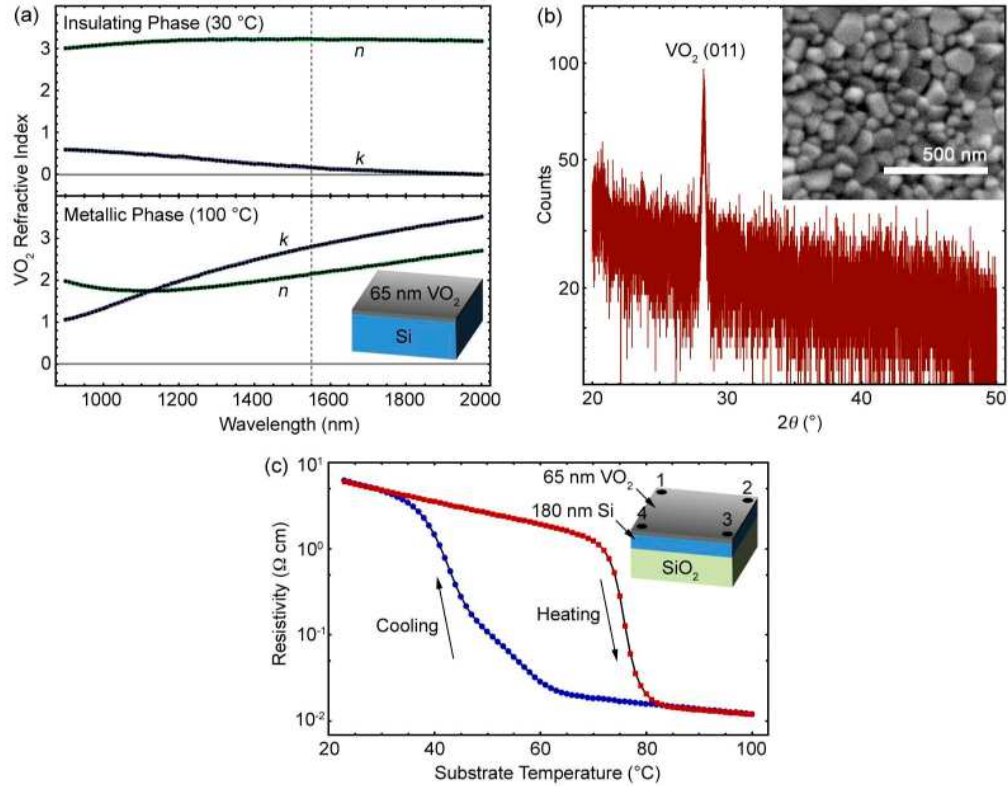 (a)
Insulating Phase (30 °C)
3
n
2
1
k
0
Metallic Phase (100 °C)
3
k
2
n
1
0
65 nm VO₂
Si
VO₂ Refractive Index
1000 1200 1400 1600 1800 2000
Wavelength (nm)
(b)
VO₂ (011)
100
50
20
500 nm
Counts
20 30 40 50
2θ (°)
(c)
10¹
10⁰
10⁻¹
10⁻²
Resistivity (Ω cm)
Cooling
Heating
65 nm VO₂
180 nm Si
1
2
3
4
SiO₂
20 40 60 80 100
Substrate Temperature (°C)